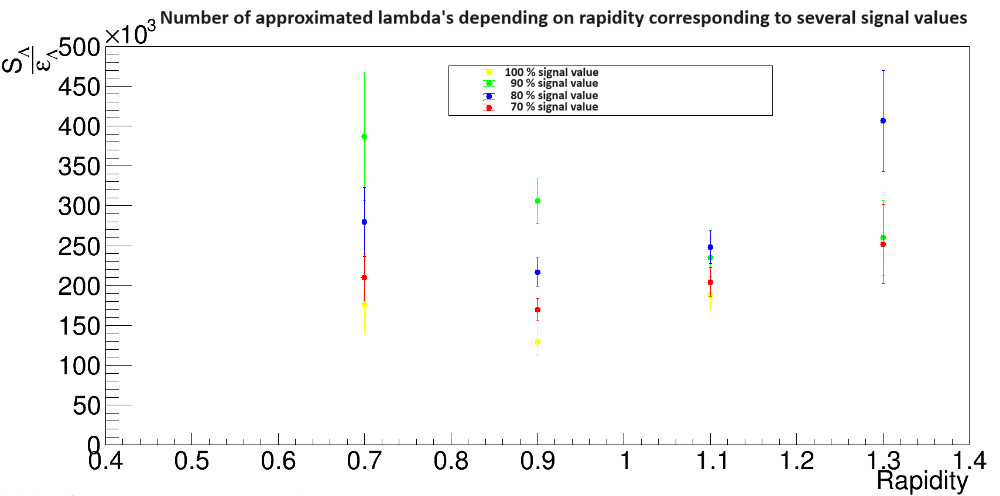 Number of approximated lambda's depending on rapidity corresponding to several signal values
×10³
S_Λ
ε_Λ
500
450
400
350
300
250
200
150
100
50
0
100 % signal value
90 % signal value
80 % signal value
70 % signal value
0.4 0.5 0.6 0.7 0.8 0.9 1 1.1 1.2 1.3 1.4
Rapidity